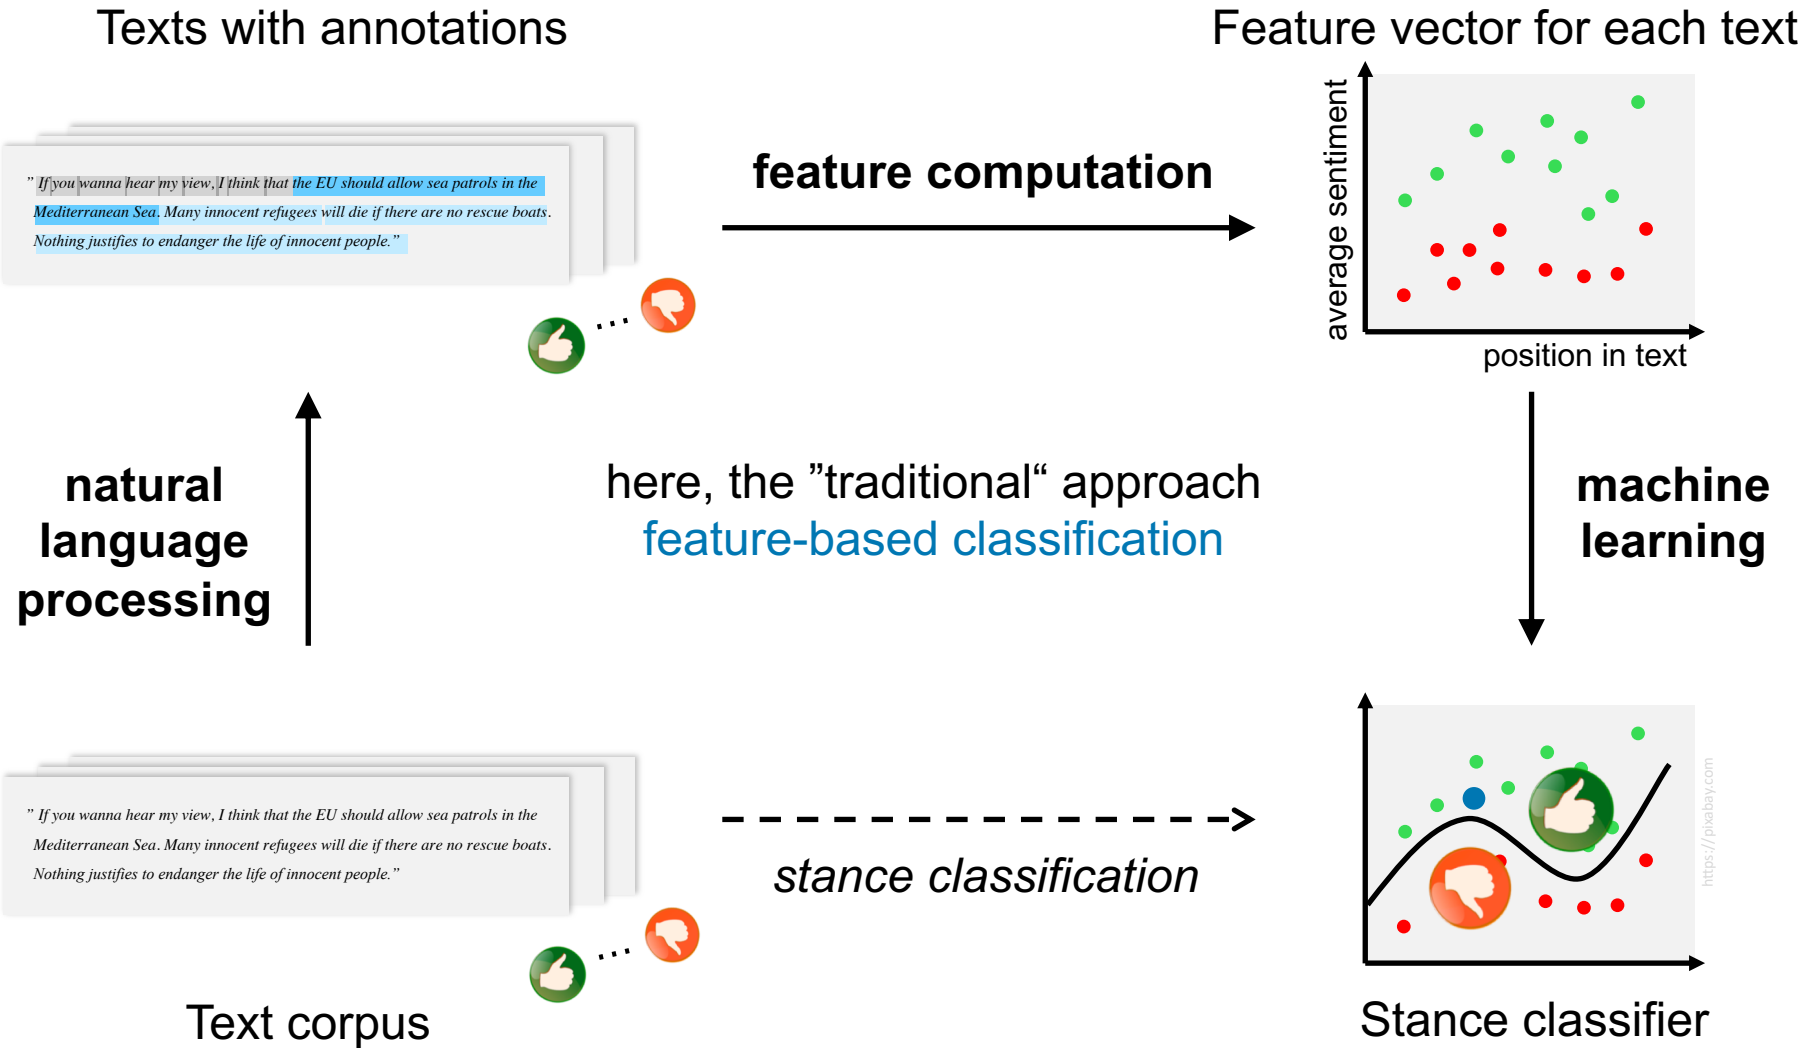 Texts with annotations
Feature vector for each text
” If you wanna hear my view, I think that the EU should allow sea patrols in the
Mediterranean Sea. Many innocent refugees will die if there are no rescue boats.
Nothing justifies to endanger the life of innocent people.”
feature computation
average sentiment
position in text
natural
language
processing
here, the ”traditional“ approach
feature-based classification
machine
learning
” If you wanna hear my view, I think that the EU should allow sea patrols in the
Mediterranean Sea. Many innocent refugees will die if there are no rescue boats.
Nothing justifies to endanger the life of innocent people.”
stance classification
https://pixabay.com
Text corpus
Stance classifier